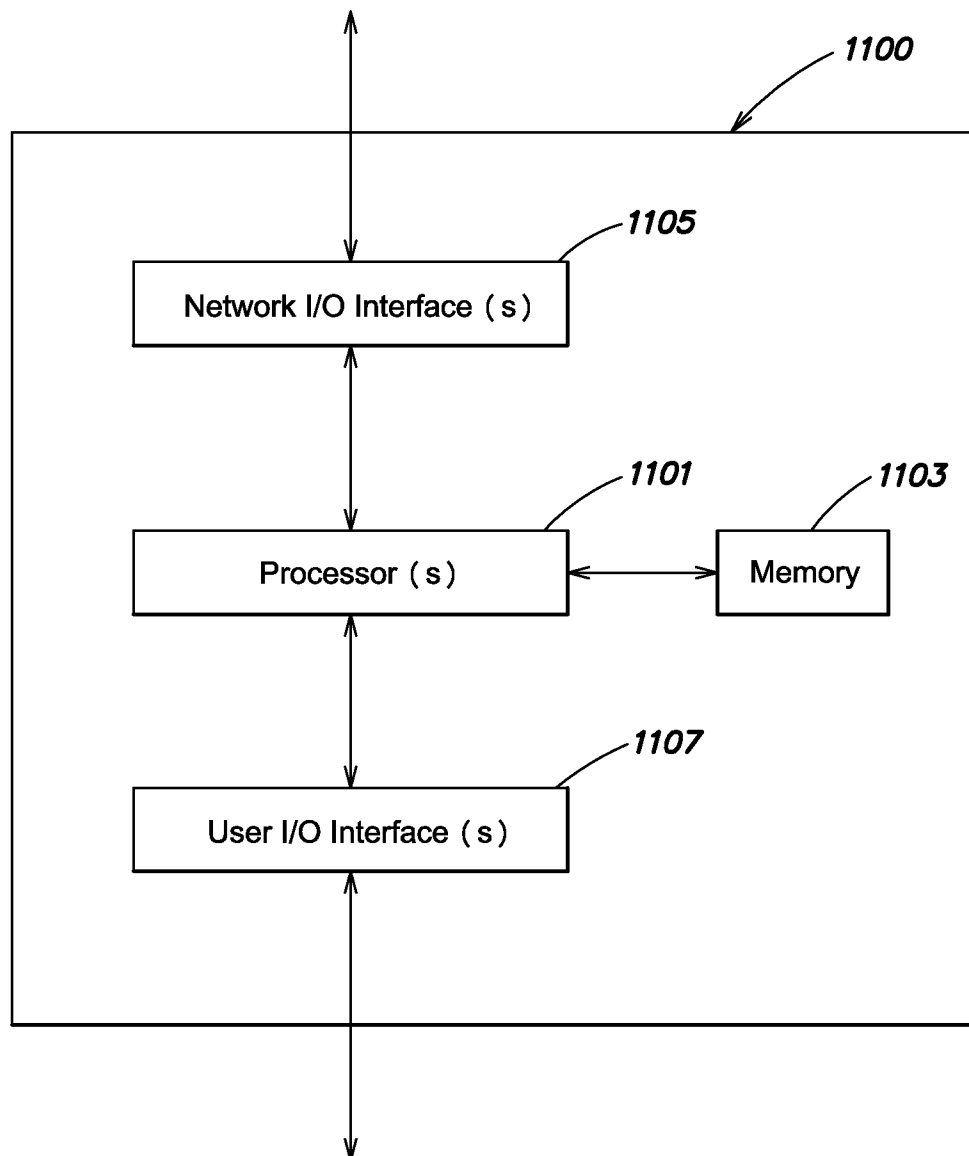 1100
1105
Network I/O Interface (s)
1101
1103
Processor (s)
Memory
1107
User I/O Interface (s)